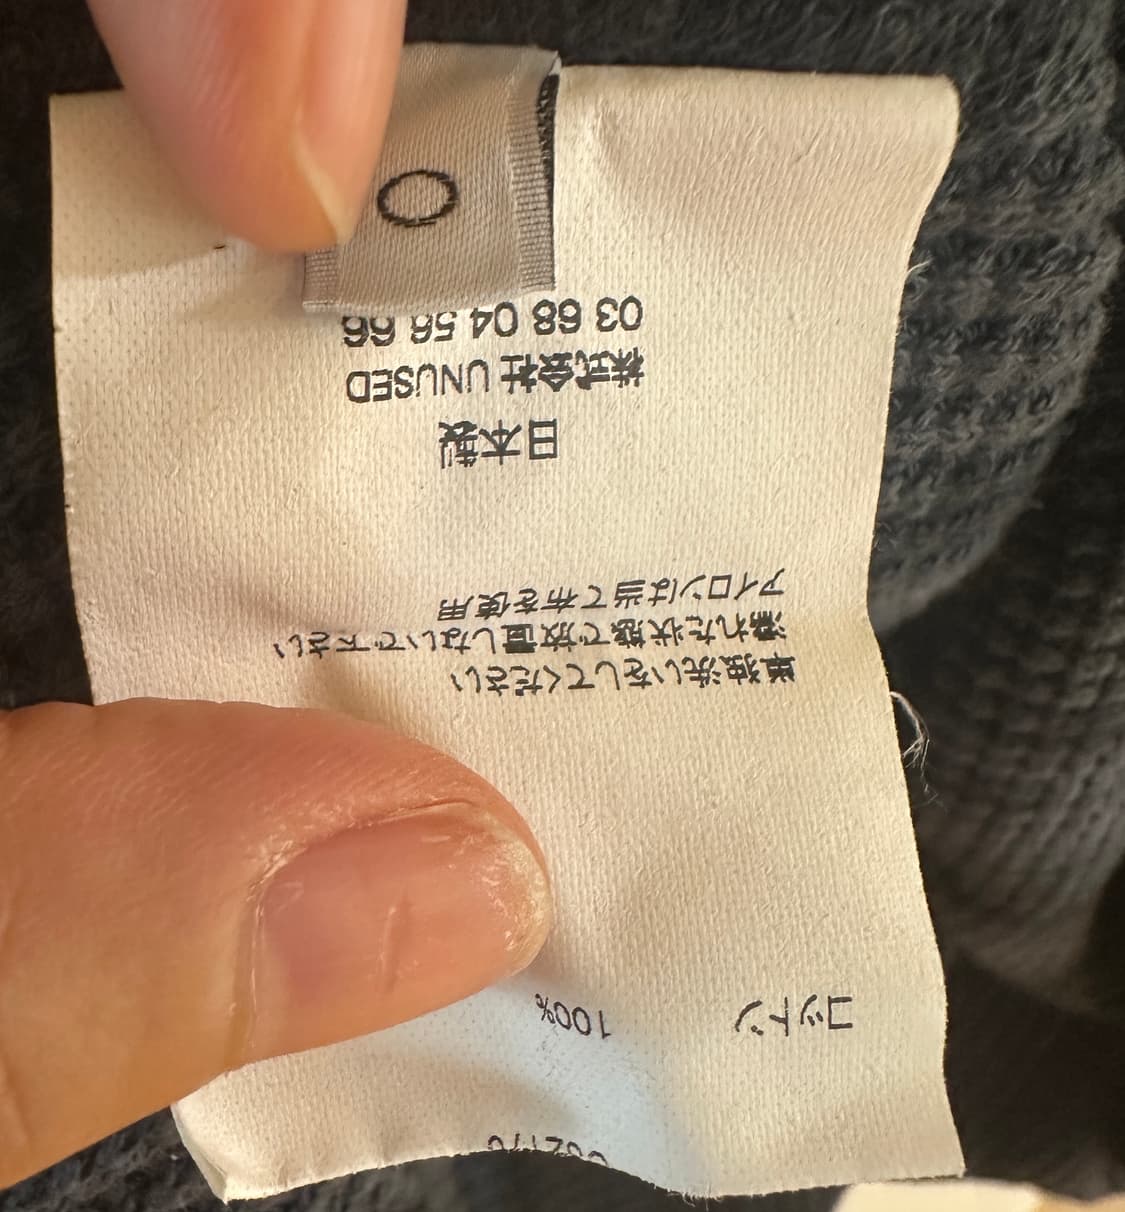 コットン 100%
単独洗いをしてください
濡れた状態で放置しないで下さい
アイロンは当て布を使用
日本製
株式会社 UNUSED
03 68 04 56 66
0